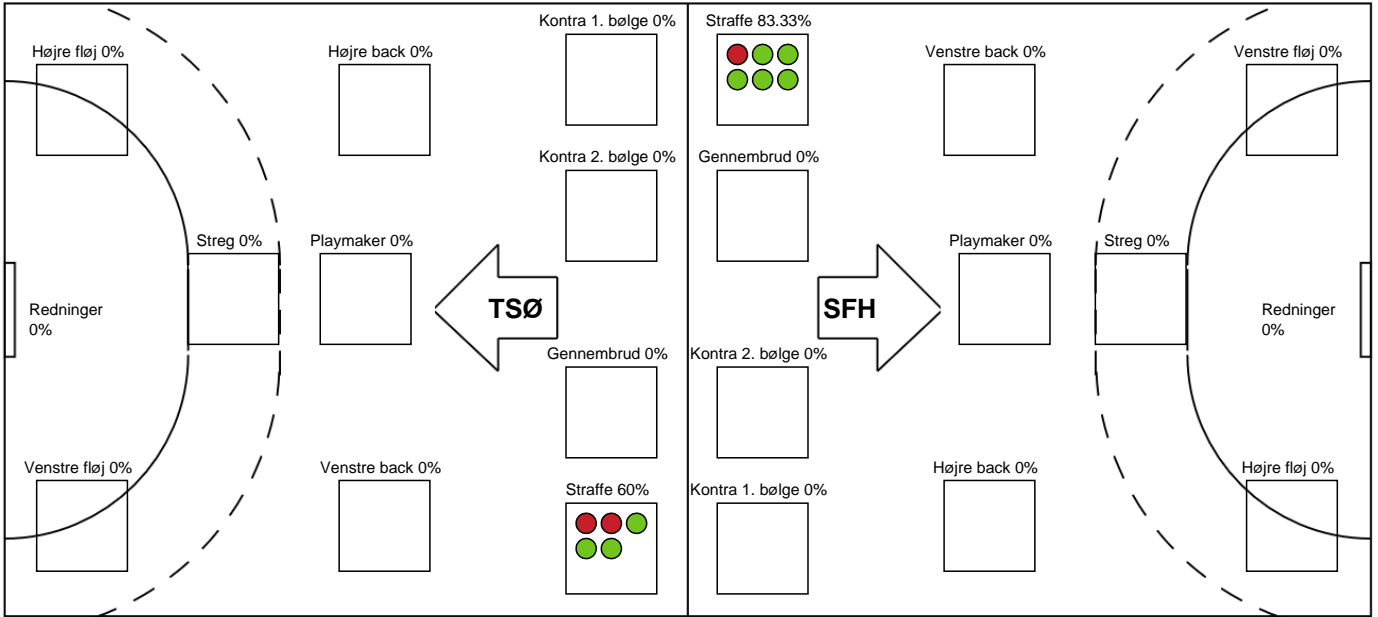 Kontra 1. bølge 0%
Straffe 83.33%
Højre fløj 0%
Højre back 0%
Venstre back 0%
Venstre fløj 0%
Kontra 2. bølge 0%
Gennembrud 0%
Streg 0%
Playmaker 0%
Playmaker 0%
Streg 0%
Redninger
0%
TSØ
SFH
Redninger
0%
Gennembrud 0%
Kontra 2. bølge 0%
Venstre fløj 0%
Venstre back 0%
Højre back 0%
Højre fløj 0%
Straffe 60%
Kontra 1. bølge 0%